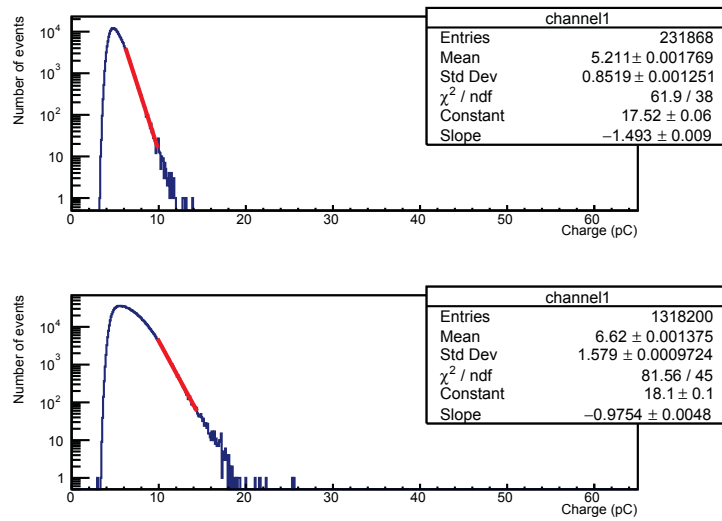 channel1
Entries 231868
Mean 5.211± 0.001769
Std Dev 0.8519 ± 0.001251
χ² / ndf 61.9 / 38
Constant 17.52 ± 0.06
Slope −1.493 ± 0.009
Number of events
10⁴
10³
10²
10
1
0 10 20 30 40 50 60
Charge (pC)
channel1
Entries 1318200
Mean 6.62 ± 0.001375
Std Dev 1.579 ± 0.0009724
χ² / ndf 81.56 / 45
Constant 18.1 ± 0.1
Slope −0.9754 ± 0.0048
Number of events
10⁴
10³
10²
10
1
0 10 20 30 40 50 60
Charge (pC)